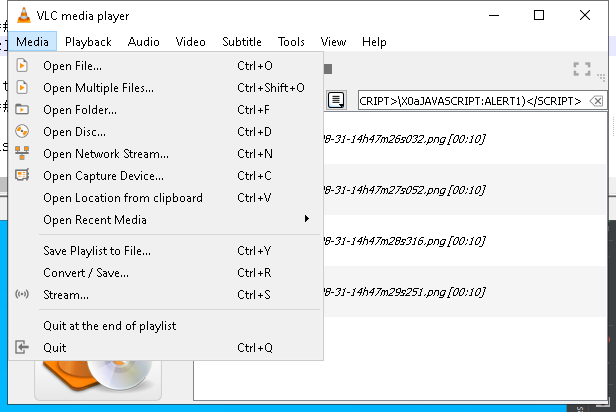 VLC media player
Media Playback Audio Video Subtitle Tools View Help
Open File... Ctrl+O
Open Multiple Files... Ctrl+Shift+O
Open Folder... Ctrl+F
Open Disc... Ctrl+D
Open Network Stream... Ctrl+N
Open Capture Device... Ctrl+C
Open Location from clipboard Ctrl+V
Open Recent Media
Save Playlist to File... Ctrl+Y
Convert / Save... Ctrl+R
Stream... Ctrl+S
Quit at the end of playlist
Quit Ctrl+Q
CRIPT>\X0aJAVASCRIPT:ALERT1)</SCRIPT>
8-31-14h47m26s032.png [00:10]
8-31-14h47m27s052.png [00:10]
8-31-14h47m28s316.png [00:10]
8-31-14h47m29s251.png [00:10]